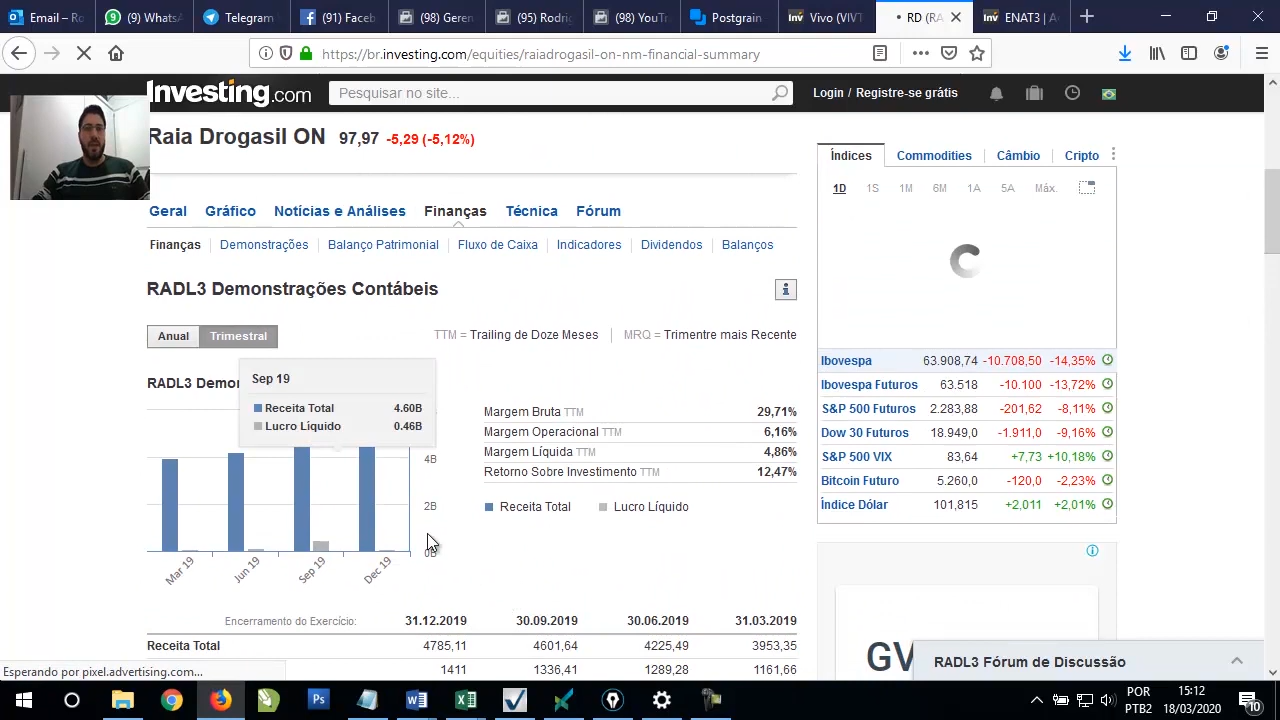 Email – Ro
(9) WhatsA
Telegram
(91) Faceb
(98) Geren
(95) Rodrig
(98) YouTu
Postgrain
Vivo (VIVT
RD (RA
ENAT3 | A
https://br.investing.com/equities/raiadrogasil-on-nm-financial-summary
Investing.com
Pesquisar no site...
Login / Registre-se grátis
Raia Drogasil ON 97,97 -5,29 (-5,12%)
Índices Commodities Câmbio Cripto
1D 1S 1M 6M 1A 5A Máx.
Geral Gráfico Notícias e Análises Finanças Técnica Fórum
Finanças Demonstrações Balanço Patrimonial Fluxo de Caixa Indicadores Dividendos Balanços
RADL3 Demonstrações Contábeis
i
Anual Trimestral
TTM = Trailing de Doze Meses MRQ = Trimentre mais Recente
Ibovespa 63.908,74 -10.708,50 -14,35%
Ibovespa Futuros 63.518 -10.100 -13,72%
S&P 500 Futuros 2.283,88 -201,62 -8,11%
Dow 30 Futuros 18.949,0 -1.911,0 -9,16%
S&P 500 VIX 83,64 +7,73 +10,18%
Bitcoin Futuro 5.260,0 -120,0 -2,23%
Índice Dólar 101,815 +2,011 +2,01%
RADL3 Demo
Sep 19
Receita Total 4.60B
Lucro Líquido 0.46B
4B
2B
0B
Mar 19 Jun 19 Sep 19 Dec 19
Margem Bruta TTM 29,71%
Margem Operacional TTM 6,16%
Margem Líquida TTM 4,86%
Retorno Sobre Investimento TTM 12,47%
Receita Total Lucro Líquido
Encerramento do Exercício: 31.12.2019 30.09.2019 30.06.2019 31.03.2019
Receita Total 4785,11 4601,64 4225,49 3953,35
1411 1336,41 1289,28 1161,66
GV
RADL3 Fórum de Discussão
Esperando por pixel.advertising.com...
Ps
POR
PTB2
15:12
18/03/2020
10